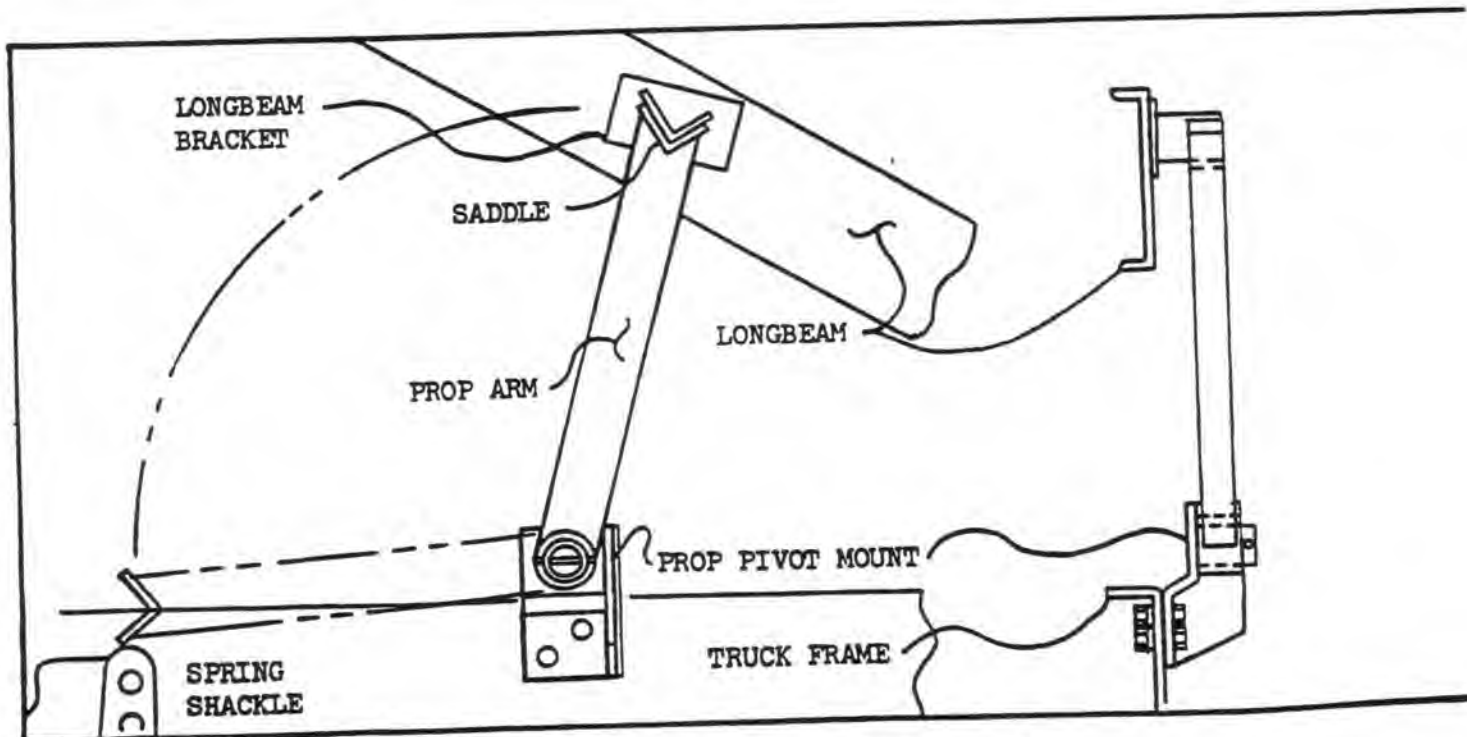 LONGBEAM
BRACKET
SADDLE
LONGBEAM
PROP ARM
PROP PIVOT MOUNT
TRUCK FRAME
SPRING
SHACKLE